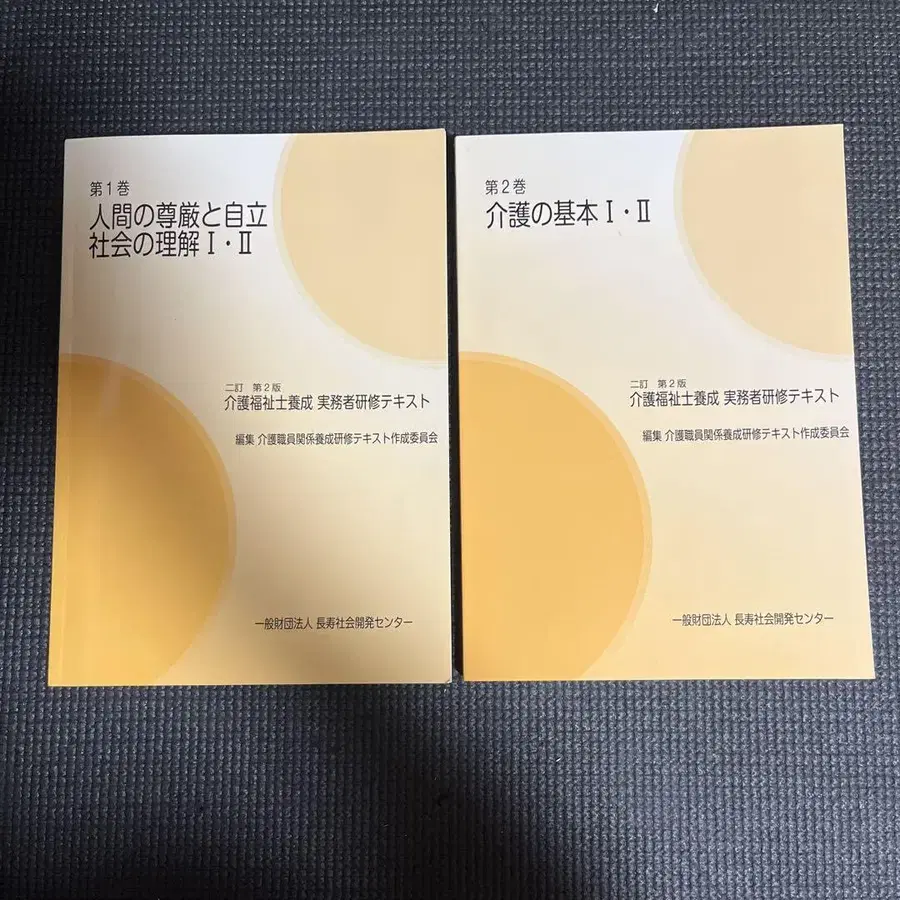 第1巻
人間の尊厳と自立
社会の理解Ⅰ・Ⅱ
二訂 第2版
介護福祉士養成 実務者研修テキスト
編集 介護職員関係養成研修テキスト作成委員会
一般財団法人 長寿社会開発センター
第2巻
介護の基本Ⅰ・Ⅱ
二訂 第2版
介護福祉士養成 実務者研修テキスト
編集 介護職員関係養成研修テキスト作成委員会
一般財団法人 長寿社会開発センター